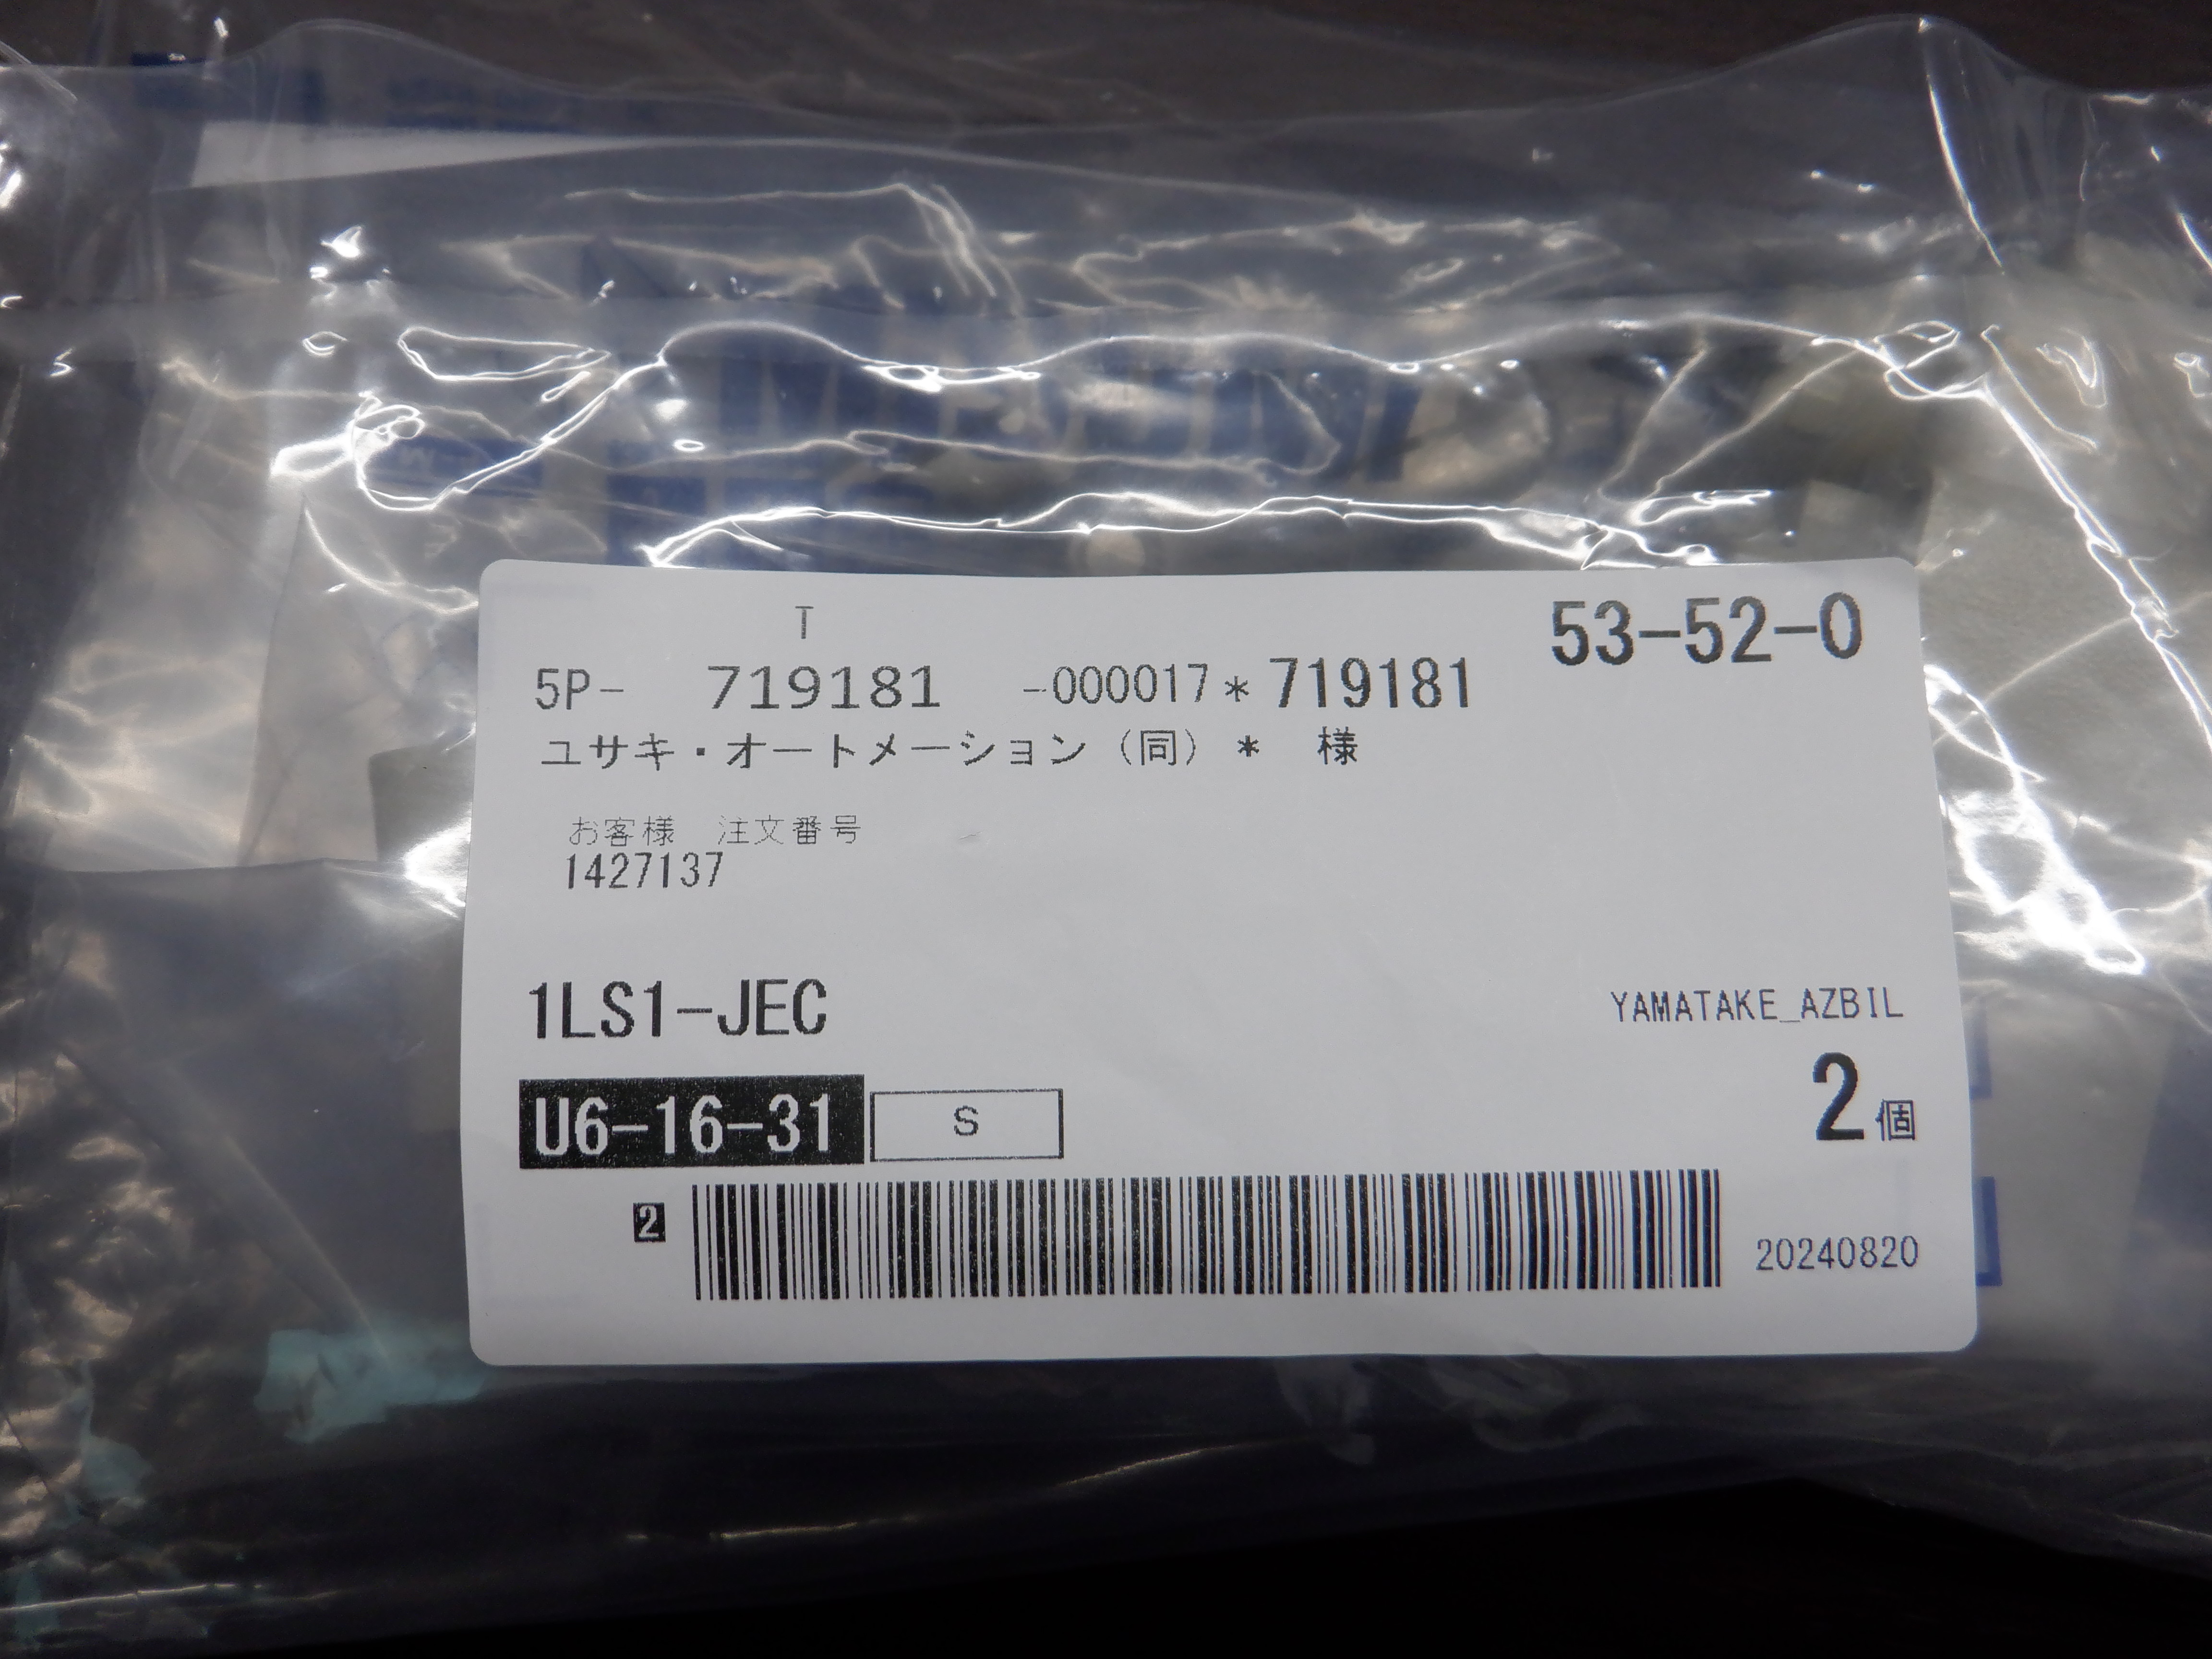 T
53-52-0
5P- 719181 -000017*719181
ユサキ・オートメーション（同）* 様
お客様 注文番号
1427137
1LS1-JEC
YAMATAKE_AZBIL
U6-16-31 S
2個
2
20240820